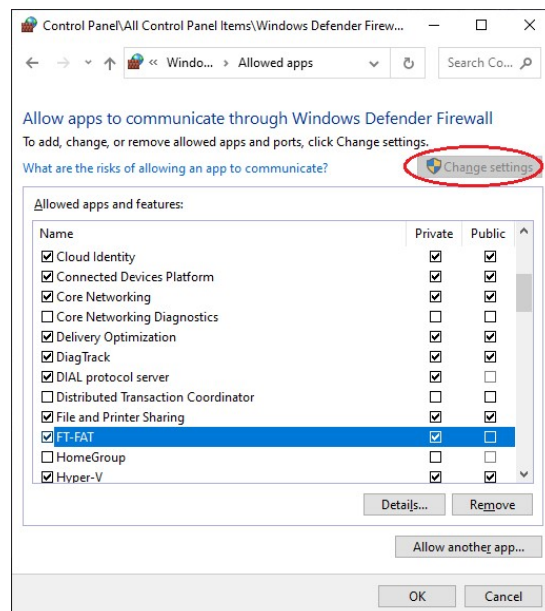 Control Panel\All Control Panel Items\Windows Defender Firew...
« Windo... › Allowed apps
Search Co...
Allow apps to communicate through Windows Defender Firewall
To add, change, or remove allowed apps and ports, click Change settings.
What are the risks of allowing an app to communicate?
Change settings
Allowed apps and features:
Name Private Public
Cloud Identity
Connected Devices Platform
Core Networking
Core Networking Diagnostics
Delivery Optimization
DiagTrack
DIAL protocol server
Distributed Transaction Coordinator
File and Printer Sharing
FT-FAT
HomeGroup
Hyper-V
Details... Remove
Allow another app...
OK Cancel